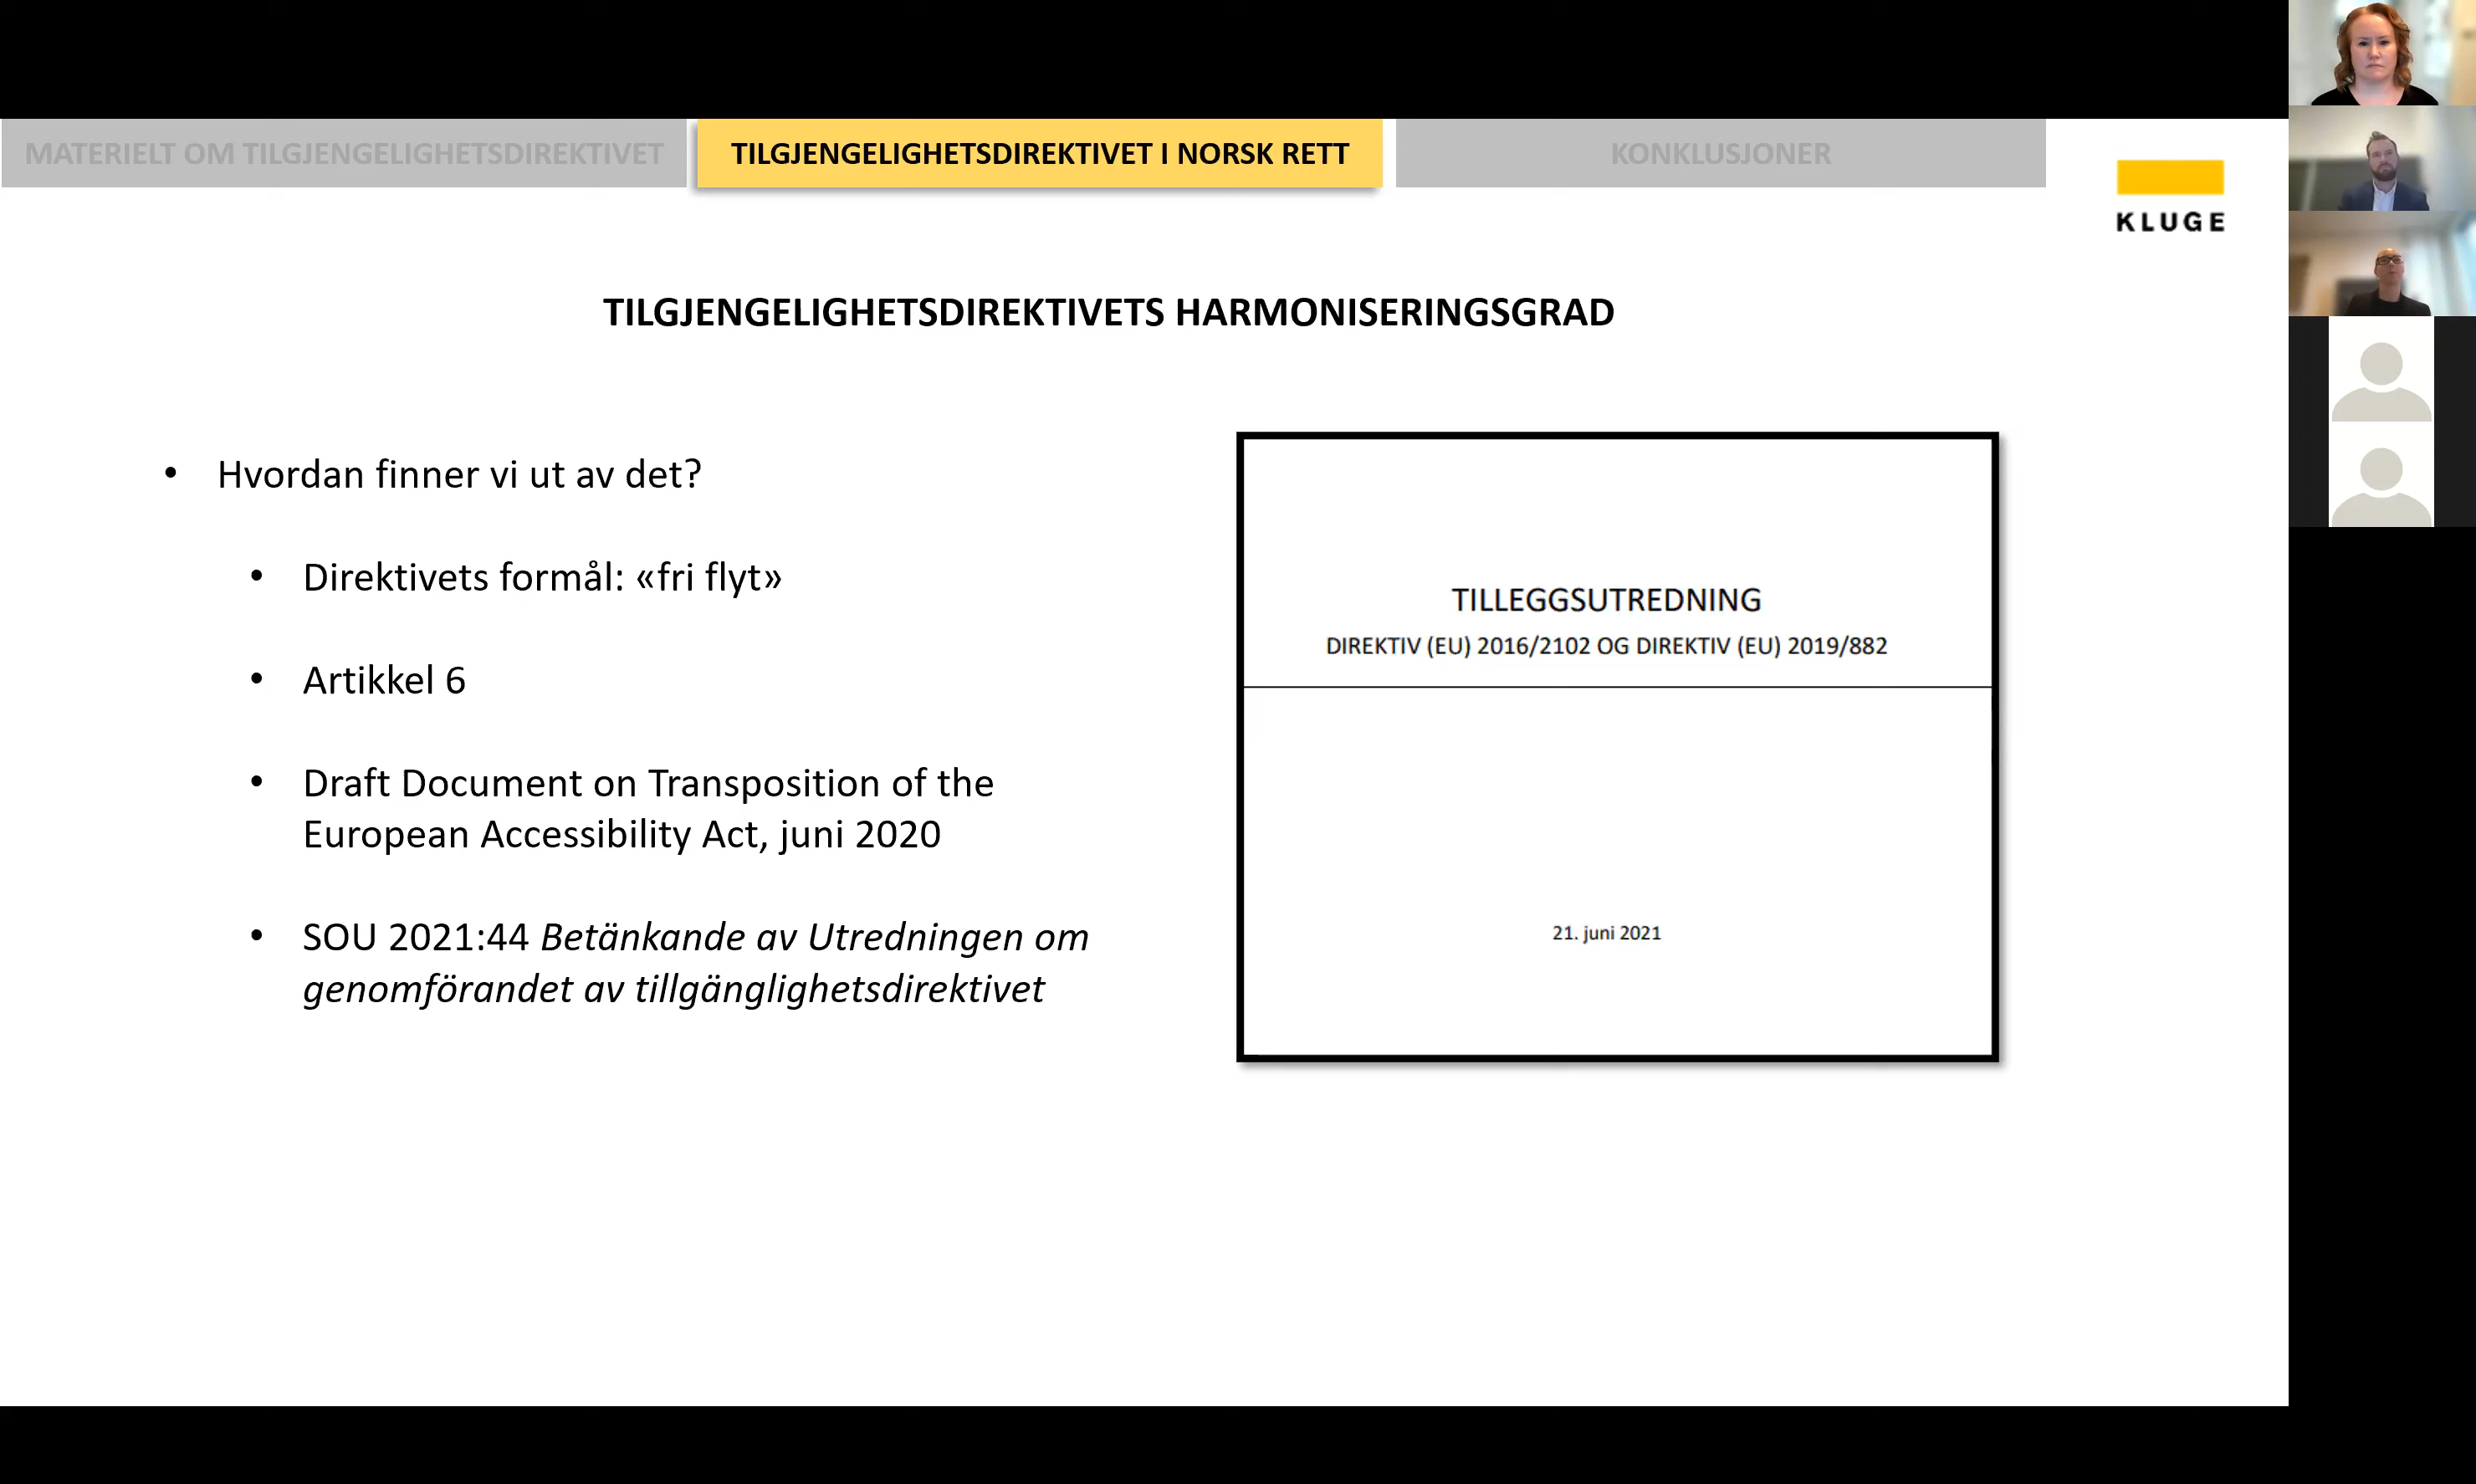 MATERIELT OM TILGJENGELIGHETSDIREKTIVET
TILGJENGELIGHETSDIREKTIVET I NORSK RETT
KONKLUSJONER
KLUGE
TILGJENGELIGHETSDIREKTIVETS HARMONISERINGSGRAD
• Hvordan finner vi ut av det?
• Direktivets formål: «fri flyt»
• Artikkel 6
• Draft Document on Transposition of the
European Accessibility Act, juni 2020
• SOU 2021:44 Betänkande av Utredningen om
genomförandet av tillgänglighetsdirektivet
TILLEGGSUTREDNING
DIREKTIV (EU) 2016/2102 OG DIREKTIV (EU) 2019/882
21. juni 2021